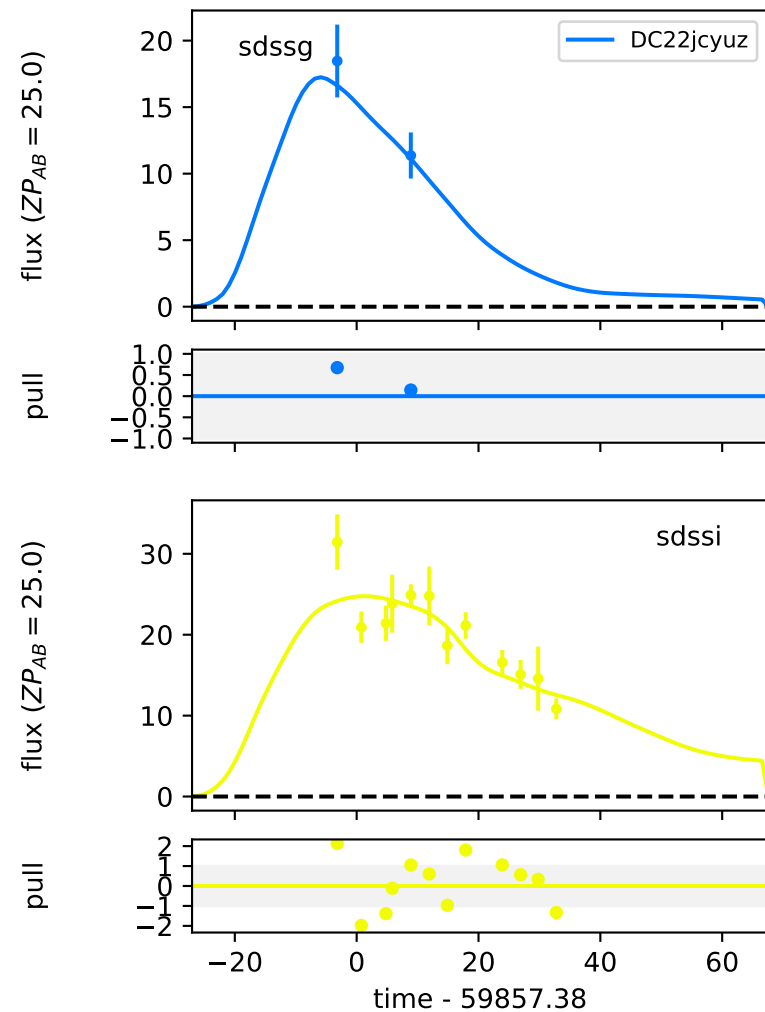 sdssg
DC22jcyuz
flux (ZP_{AB} = 25.0)
20
15
10
5
0
pull
1.0
0.5
0.0
−0.5
−1.0
sdssi
flux (ZP_{AB} = 25.0)
30
20
10
0
pull
2
1
0
−1
−2
−20 0 20 40 60
time - 59857.38